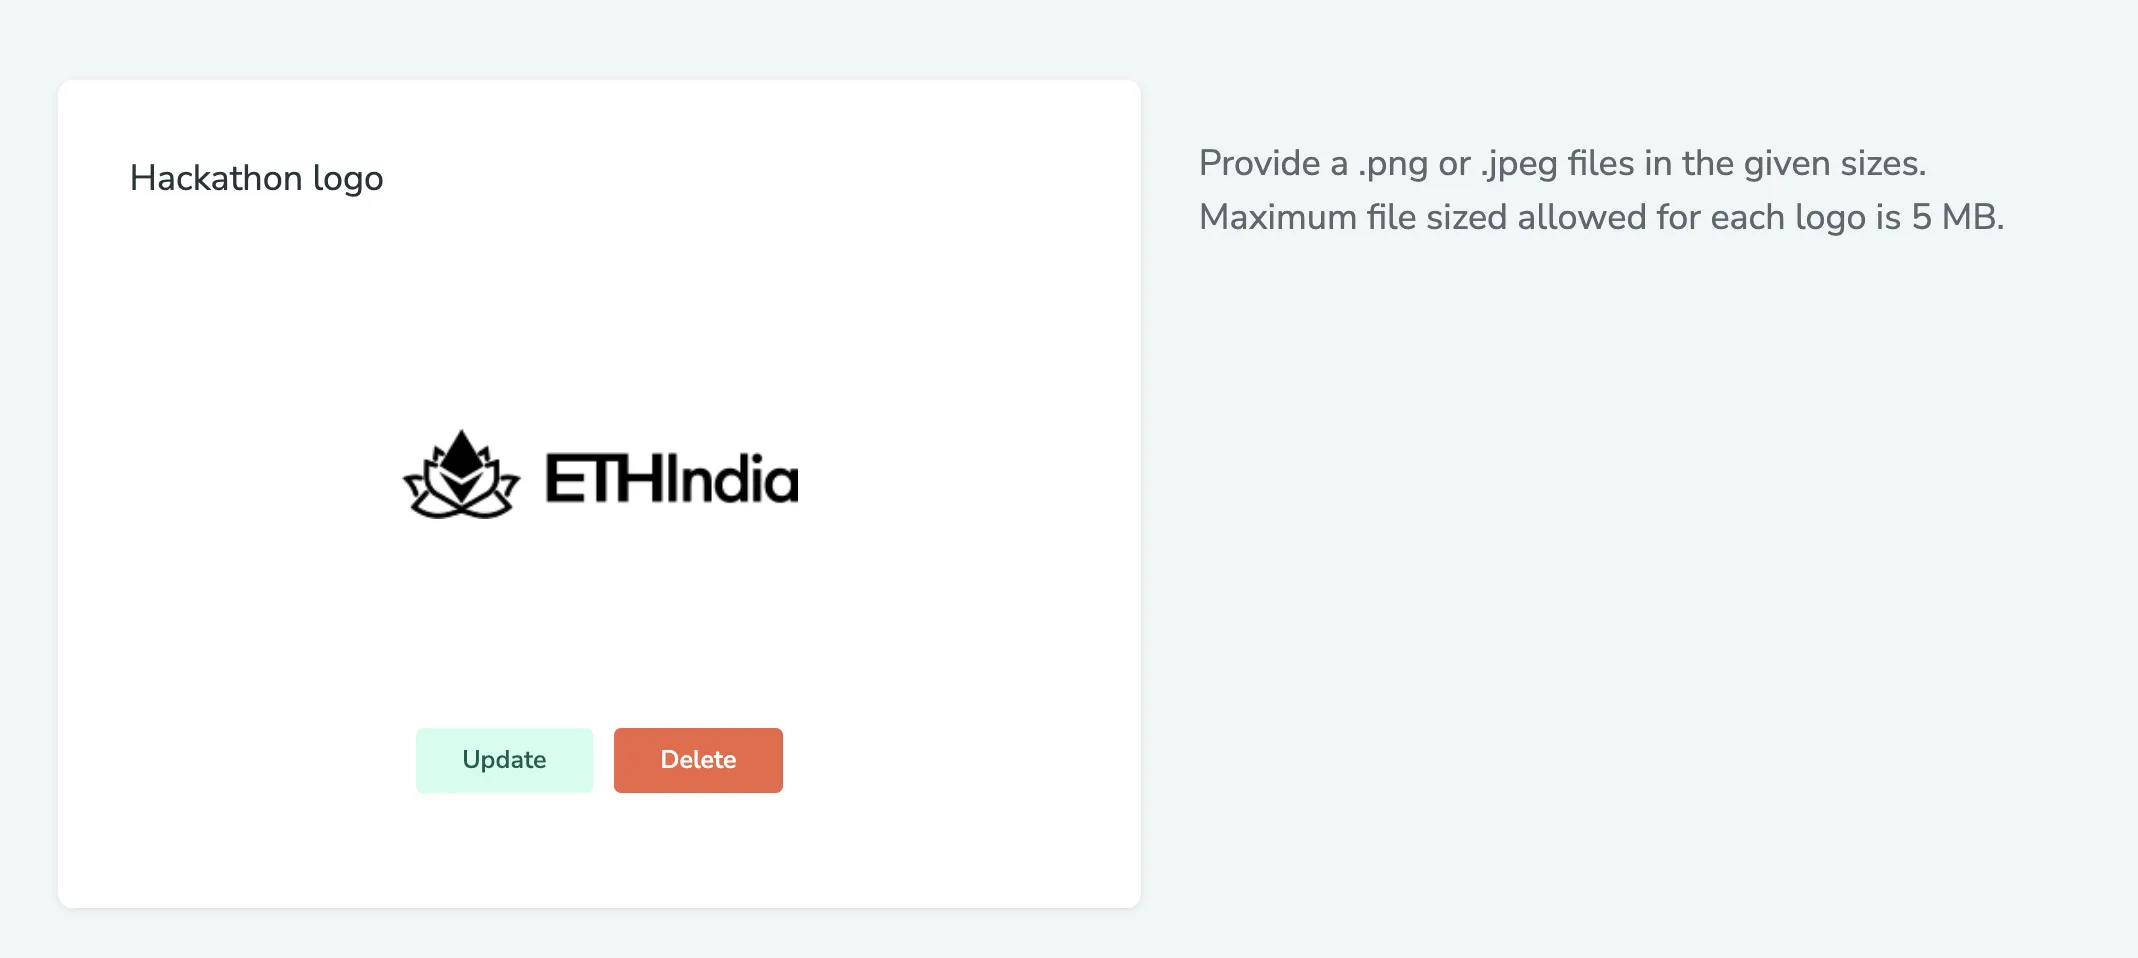 Hackathon logo
Provide a .png or .jpeg files in the given sizes.
Maximum file sized allowed for each logo is 5 MB.
ETHIndia
Update
Delete